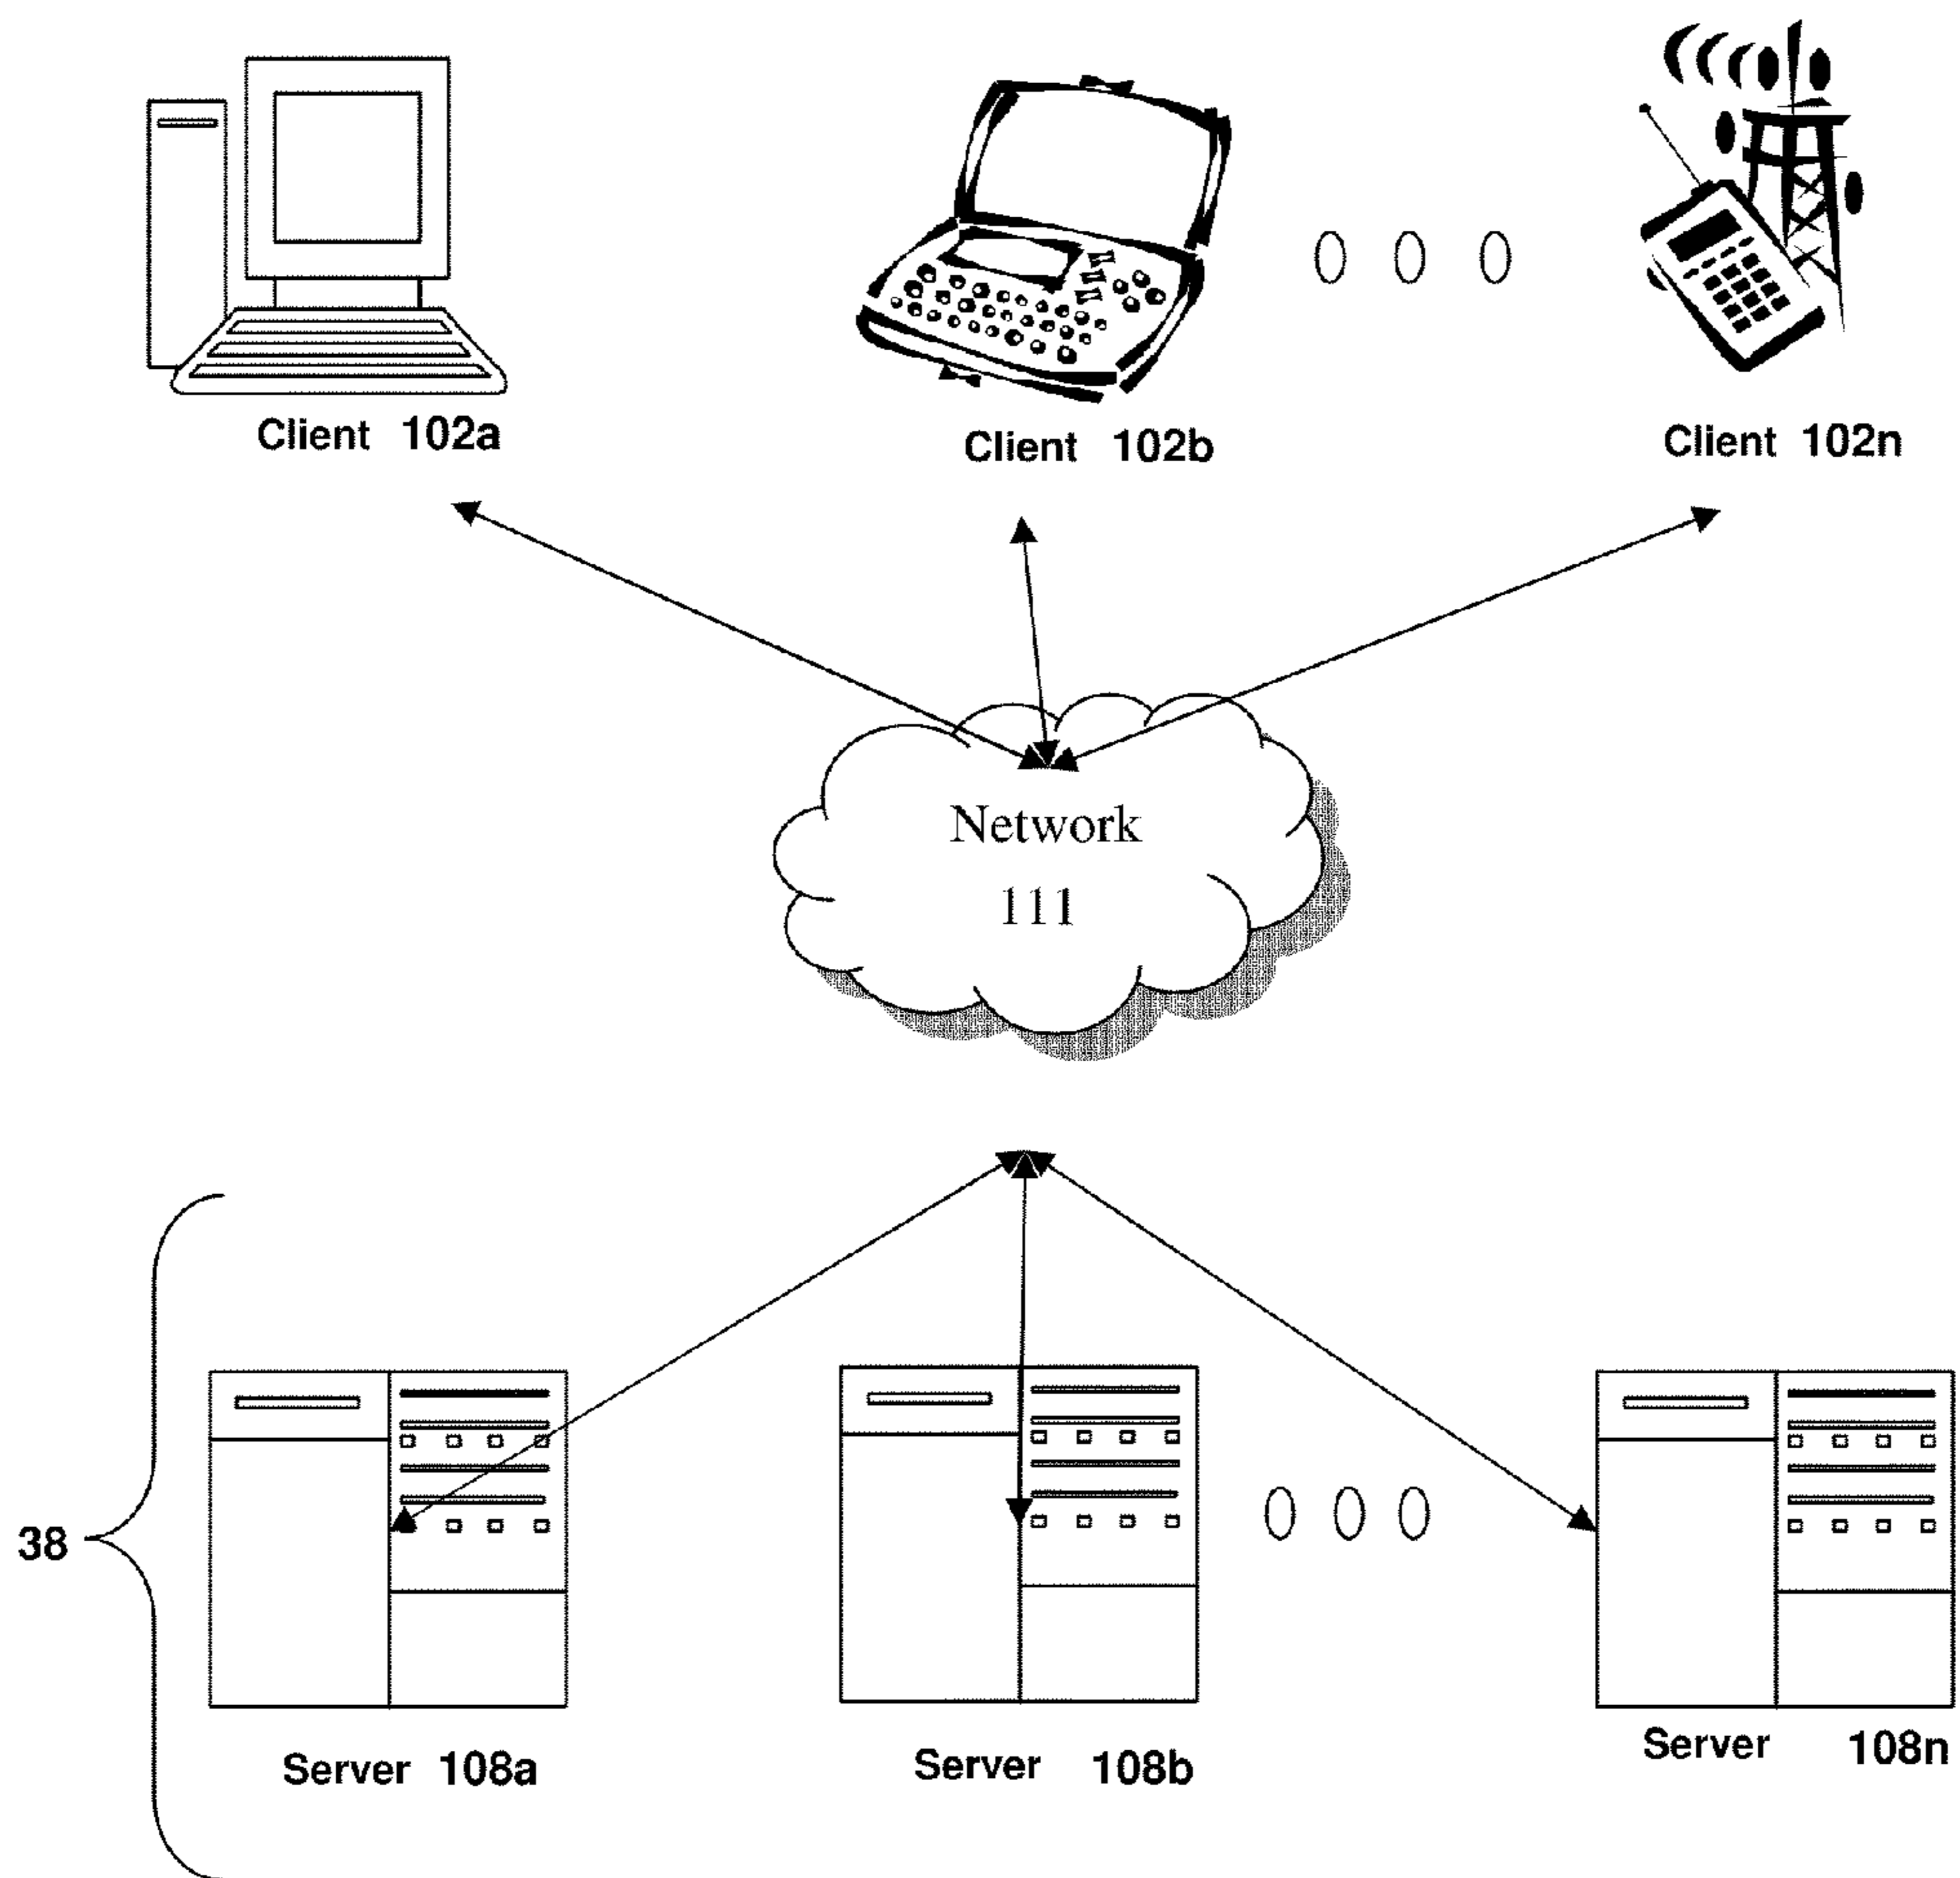 Client 102a
Client 102b
Client 102n
Network
111
38
Server 108a
Server 108b
Server 108n